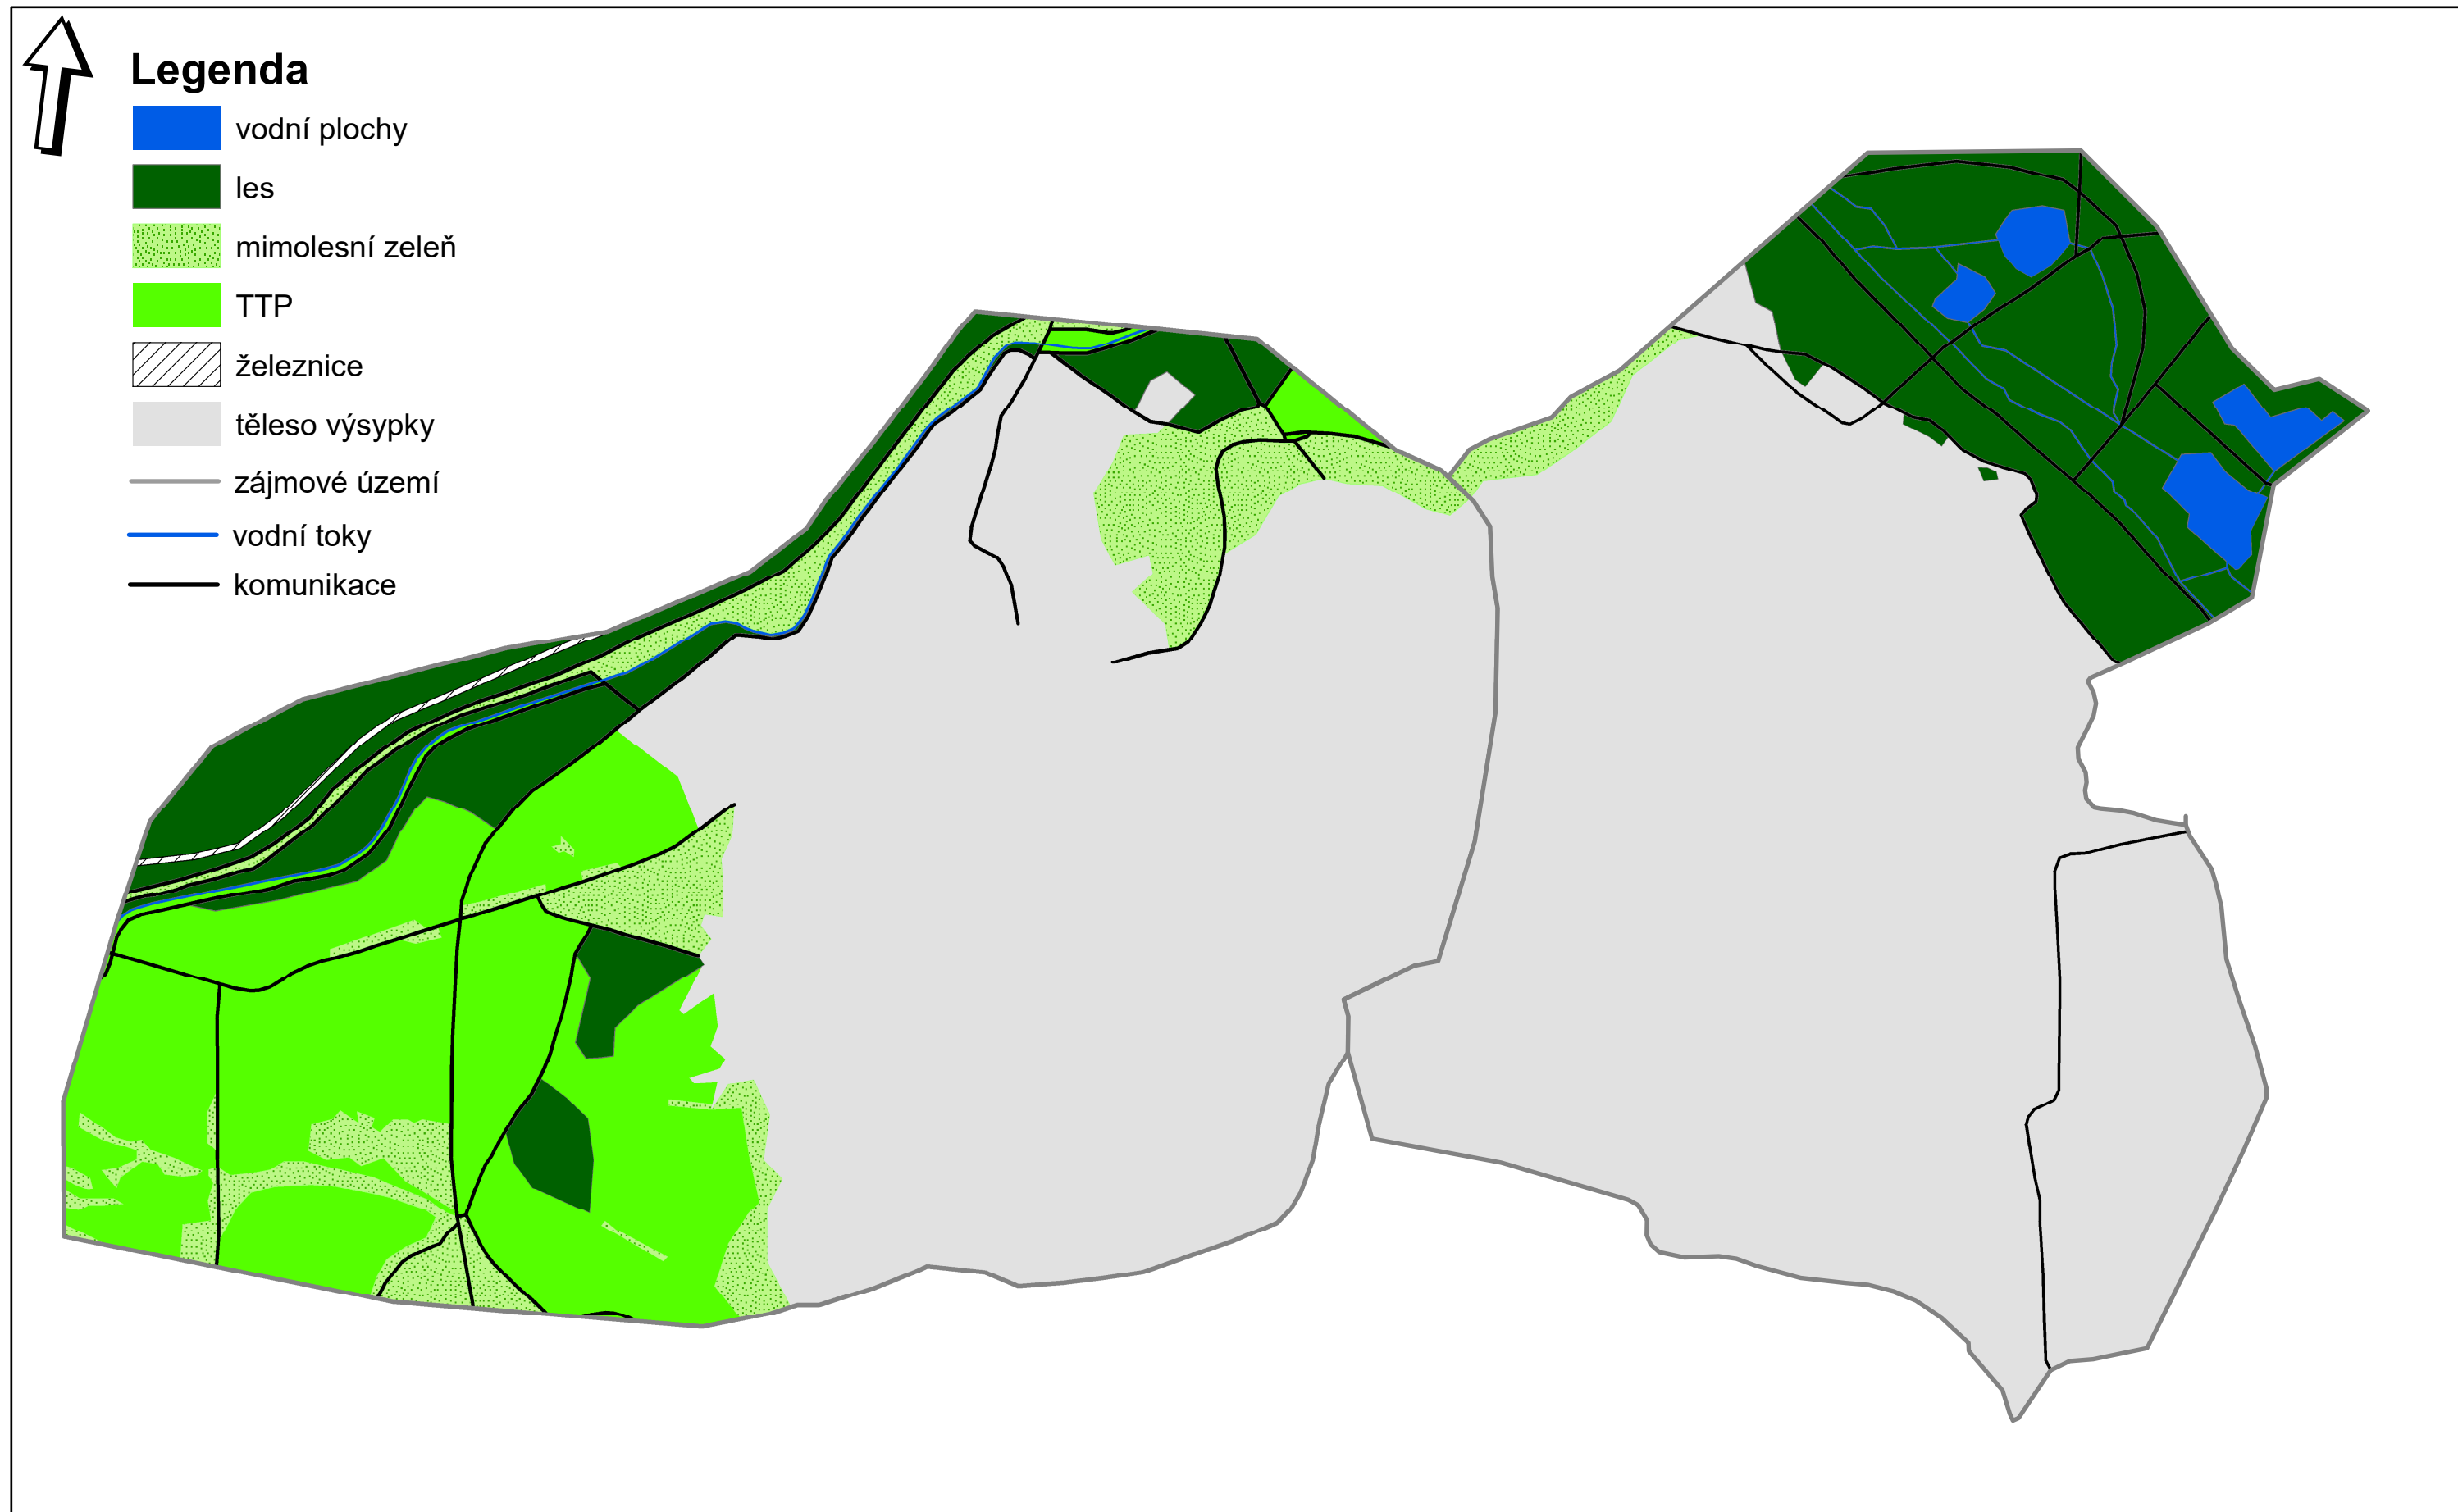 Legenda
vodní plochy
les
mimolesní zeleň
TTP
železnice
těleso výsypky
zájmové území
vodní toky
komunikace